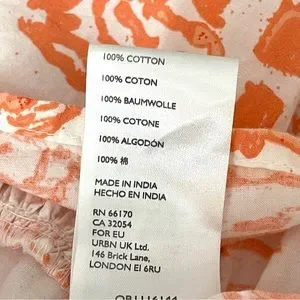 100% COTTON
100% COTON
100% BAUMWOLLE
100% COTONE
100% ALGODÓN
100% 棉
MADE IN INDIA
HECHO EN INDIA
RN 66170
CA 32054
FOR EU
URBN UK Ltd.
146 Brick Lane,
LONDON E1 6RU